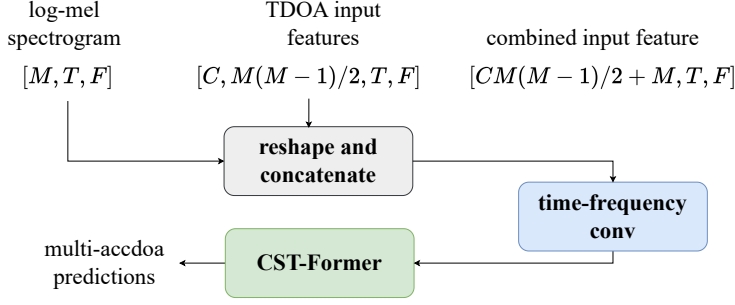 log-mel
spectrogram
[M, T, F]
TDOA input
features
[C, M(M − 1)/2, T, F]
combined input feature
[CM(M − 1)/2 + M, T, F]
reshape and
concatenate
time-frequency
conv
CST-Former
multi-accdoa
predictions